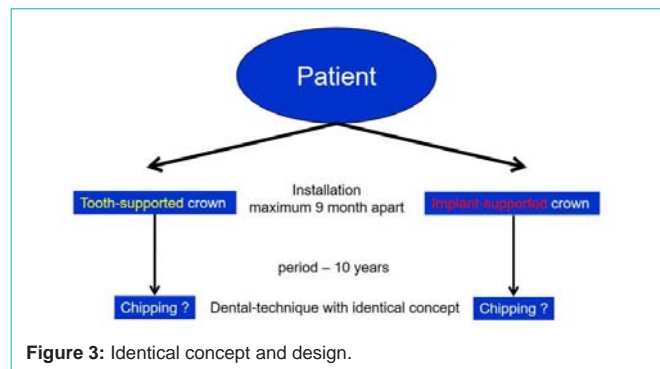 Patient
Installation
maximum 9 month apart
Tooth-supported crown
Implant-supported crown
period – 10 years
Chipping ?
Dental-technique with identical concept
Chipping ?
Figure 3: Identical concept and design.